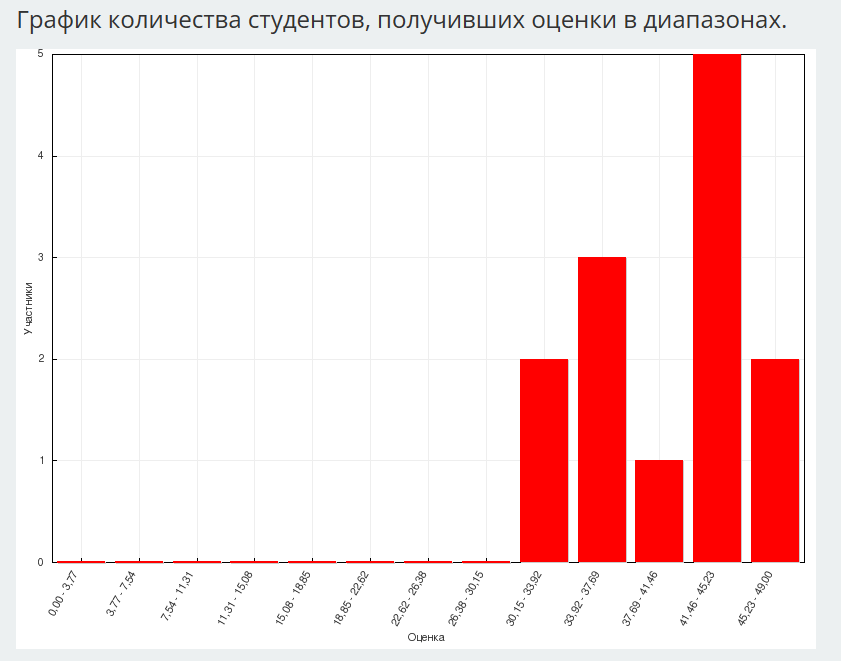 График количества студентов, получивших оценки в диапазонах.
5
4
3
2
1
0
Участники
0,00 - 3,77
3,77 - 7,54
7,54 - 11,31
11,31 - 15,08
15,08 - 18,85
18,85 - 22,62
22,62 - 26,38
26,38 - 30,15
30,15 - 33,92
33,92 - 37,69
37,69 - 41,46
41,46 - 45,23
45,23 - 49,00
Оценка